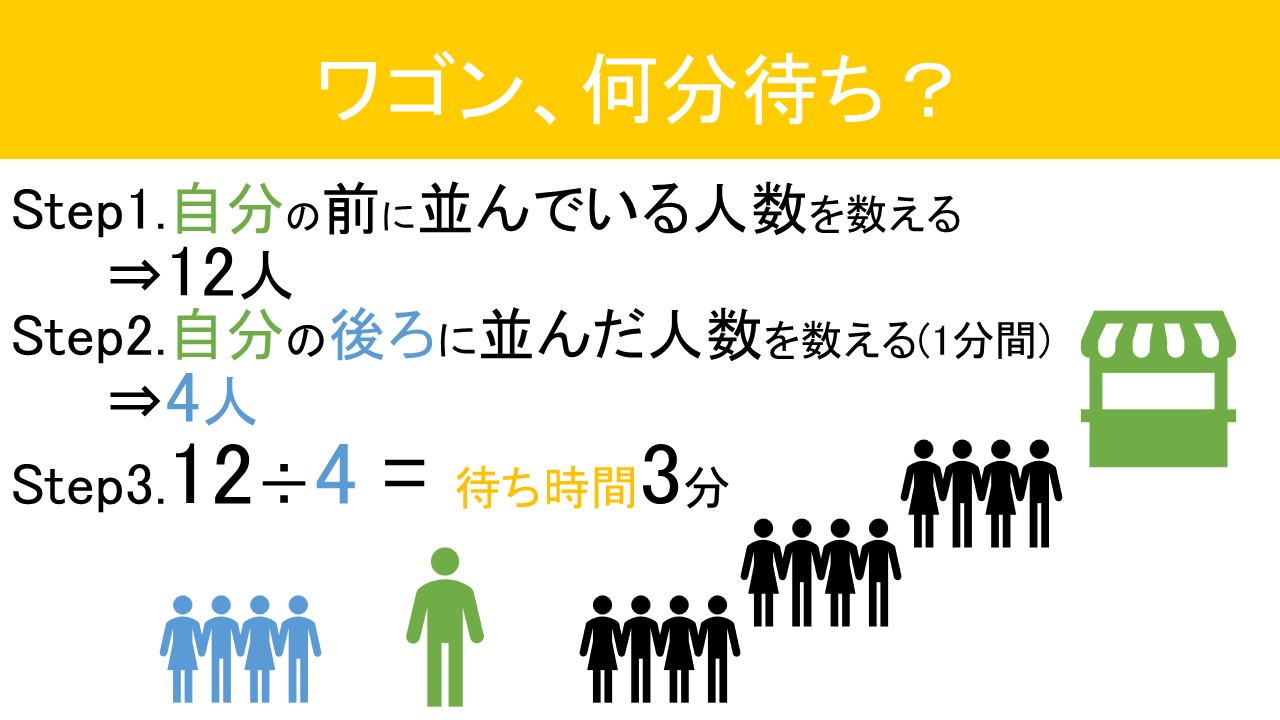 ワゴン、何分待ち？
Step1.自分の前に並んでいる人数を数える
⇒12人
Step2.自分の後ろに並んだ人数を数える(1分間)
⇒4人
Step3.12÷4 = 待ち時間3分